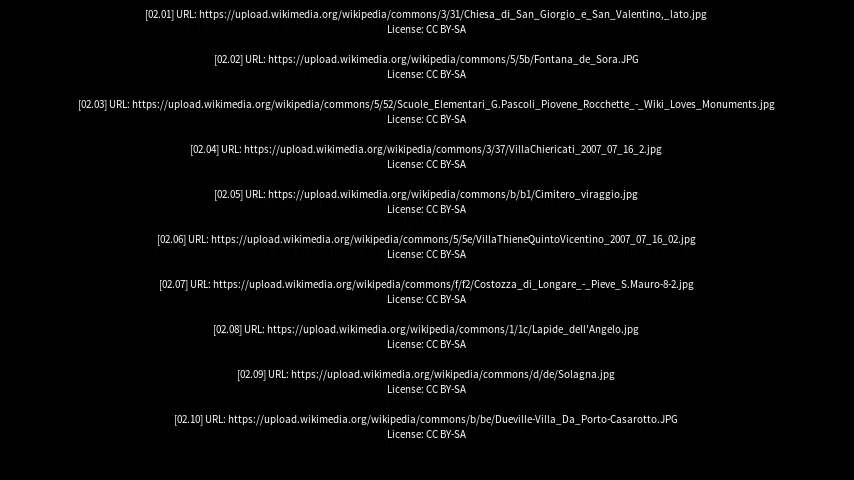 [02.01] URL: https://upload.wikimedia.org/wikipedia/commons/3/31/Chiesa_di_San_Giorgio_e_San_Valentino,_lato.jpg
License: CC BY-SA
[02.02] URL: https://upload.wikimedia.org/wikipedia/commons/5/5b/Fontana_de_Sora.JPG
License: CC BY-SA
[02.03] URL: https://upload.wikimedia.org/wikipedia/commons/5/52/Scuole_Elementari_G.Pascoli_Piovene_Rocchette_-_Wiki_Loves_Monuments.jpg
License: CC BY-SA
[02.04] URL: https://upload.wikimedia.org/wikipedia/commons/3/37/VillaChiericati_2007_07_16_2.jpg
License: CC BY-SA
[02.05] URL: https://upload.wikimedia.org/wikipedia/commons/b/b1/Cimitero_viraggio.jpg
License: CC BY-SA
[02.06] URL: https://upload.wikimedia.org/wikipedia/commons/5/5e/VillaThieneQuintoVicentino_2007_07_16_02.jpg
License: CC BY-SA
[02.07] URL: https://upload.wikimedia.org/wikipedia/commons/f/f2/Costozza_di_Longare_-_Pieve_S.Mauro-8-2.jpg
License: CC BY-SA
[02.08] URL: https://upload.wikimedia.org/wikipedia/commons/1/1c/Lapide_dell'Angelo.jpg
License: CC BY-SA
[02.09] URL: https://upload.wikimedia.org/wikipedia/commons/d/de/Solagna.jpg
License: CC BY-SA
[02.10] URL: https://upload.wikimedia.org/wikipedia/commons/b/be/Dueville-Villa_Da_Porto-Casarotto.JPG
License: CC BY-SA